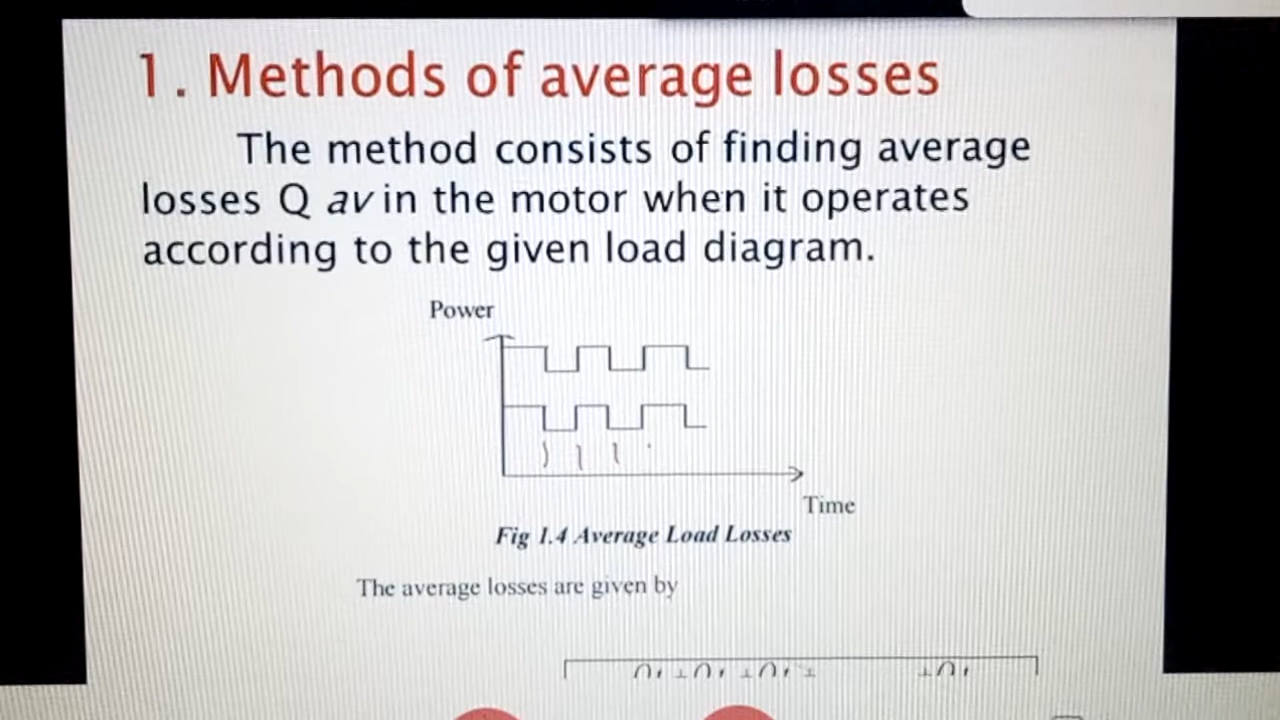 1. Methods of average losses
The method consists of finding average
losses Q av in the motor when it operates
according to the given load diagram.
Power
Time
Fig 1.4 Average Load Losses
The average losses are given by